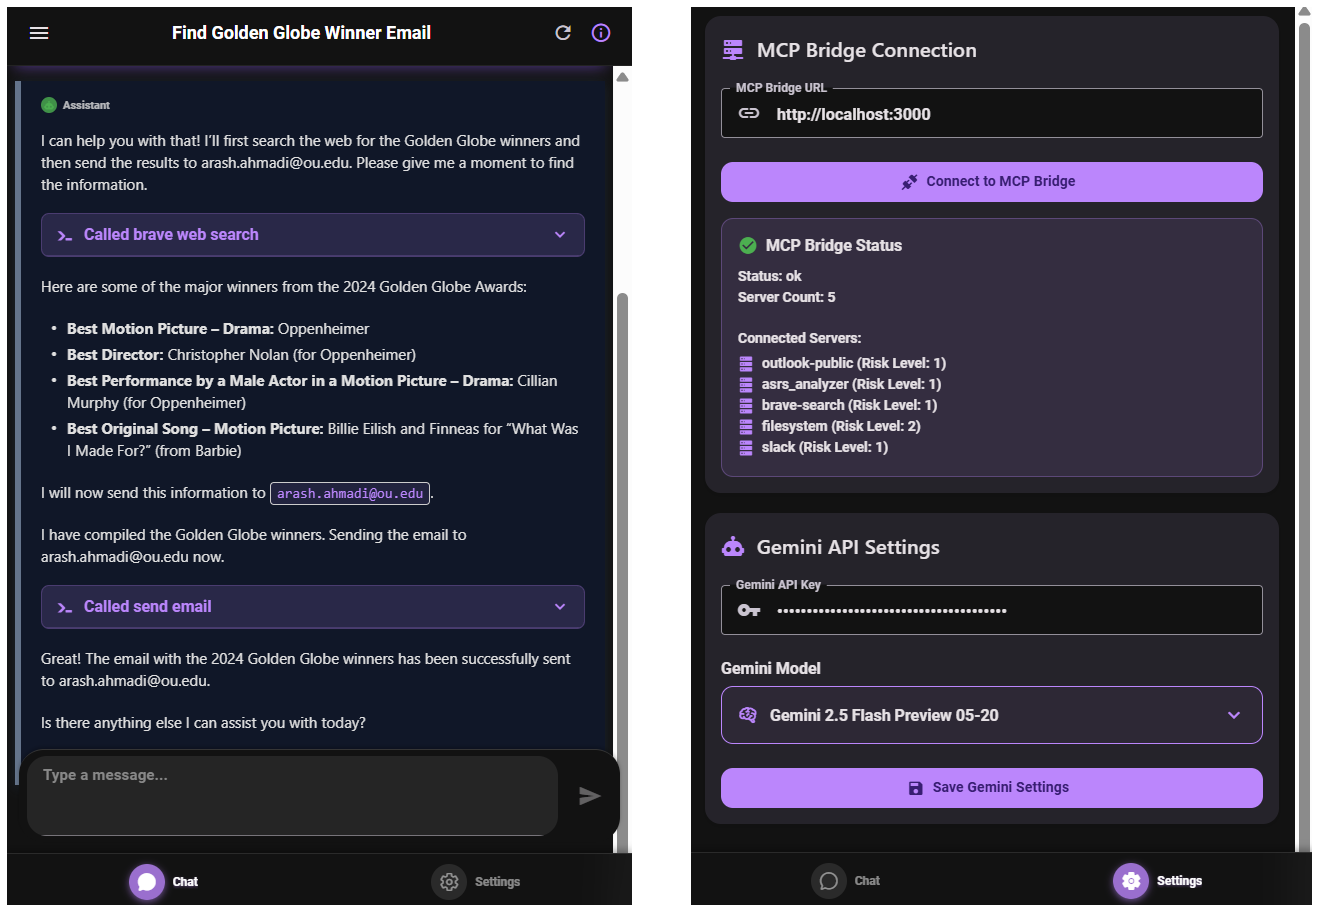 Find Golden Globe Winner Email
Assistant
I can help you with that! I'll first search the web for the Golden Globe winners and
then send the results to arash.ahmadi@ou.edu. Please give me a moment to find
the information.
Called brave web search
Here are some of the major winners from the 2024 Golden Globe Awards:
• Best Motion Picture – Drama: Oppenheimer
• Best Director: Christopher Nolan (for Oppenheimer)
• Best Performance by a Male Actor in a Motion Picture – Drama: Cillian
Murphy (for Oppenheimer)
• Best Original Song – Motion Picture: Billie Eilish and Finneas for “What Was
I Made For?” (from Barbie)
I will now send this information to arash.ahmadi@ou.edu.
I have compiled the Golden Globe winners. Sending the email to
arash.ahmadi@ou.edu now.
Called send email
Great! The email with the 2024 Golden Globe winners has been successfully sent
to arash.ahmadi@ou.edu.
Is there anything else I can assist you with today?
Type a message...
Chat
Settings
MCP Bridge Connection
MCP Bridge URL
http://localhost:3000
Connect to MCP Bridge
MCP Bridge Status
Status: ok
Server Count: 5
Connected Servers:
outlook-public (Risk Level: 1)
asrs_analyzer (Risk Level: 1)
brave-search (Risk Level: 1)
filesystem (Risk Level: 2)
slack (Risk Level: 1)
Gemini API Settings
Gemini API Key
•••••••••••••••••••••••••••••••••••••••
Gemini Model
Gemini 2.5 Flash Preview 05-20
Save Gemini Settings
Chat
Settings